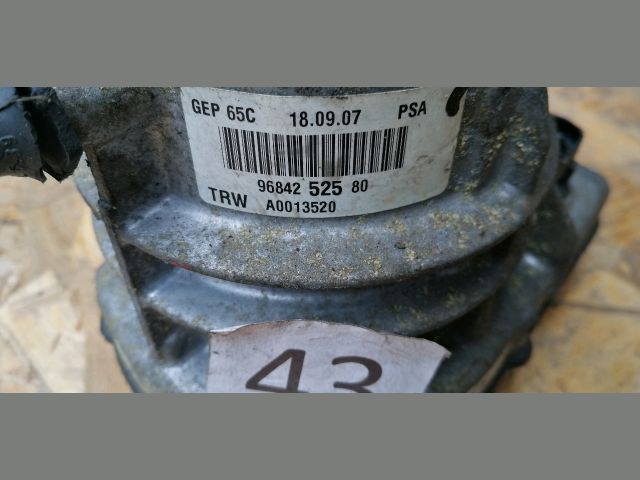 GEP 65C 18.09.07 PSA
96842 525 80
TRW A0013520
43